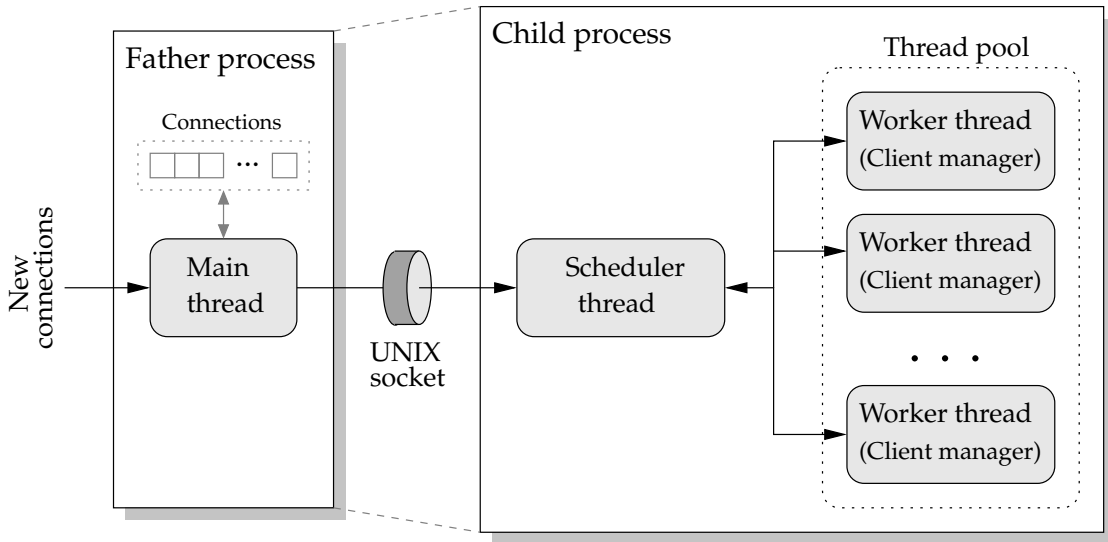 Father process
Connections
...
New
connections
Main
thread
UNIX
socket
Child process
Scheduler
thread
Thread pool
Worker thread
(Client manager)
Worker thread
(Client manager)
. . .
Worker thread
(Client manager)